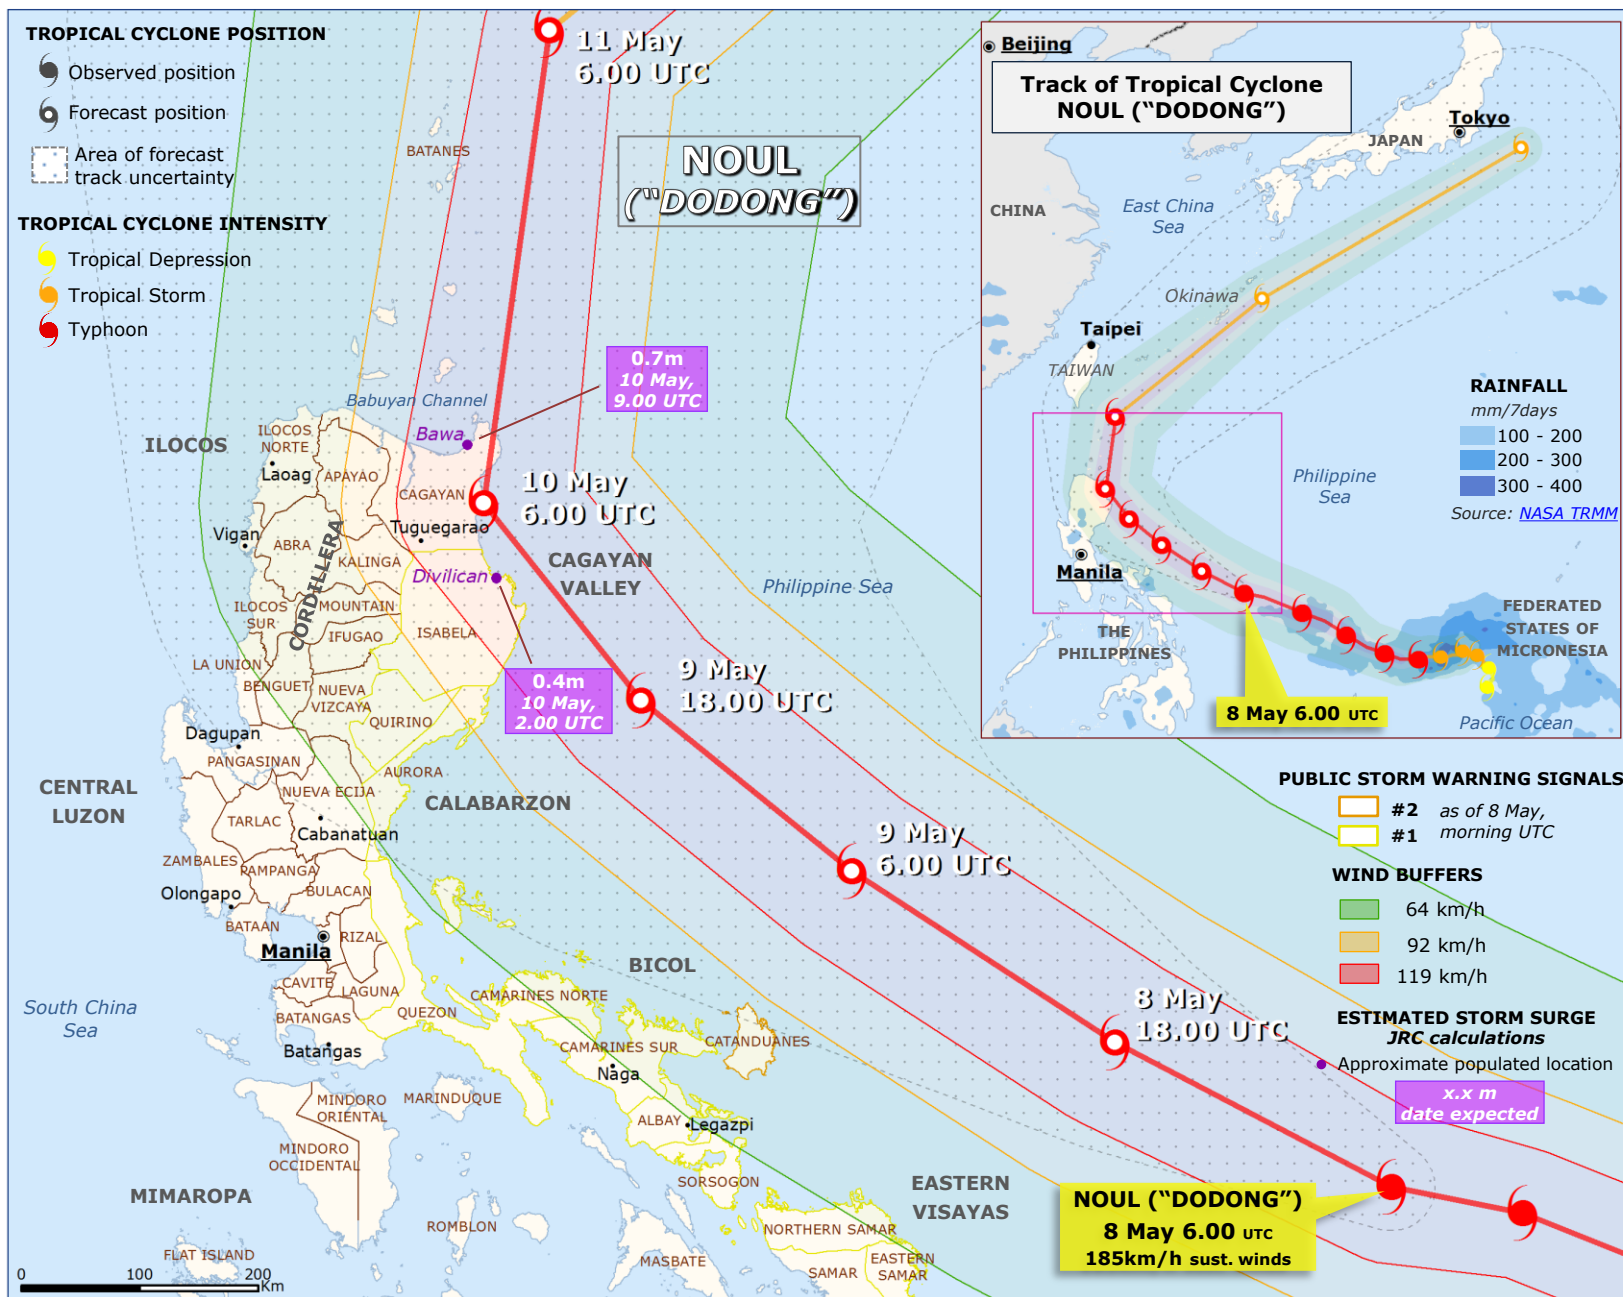 TROPICAL CYCLONE POSITION
Observed position
Forecast position
Area of forecast
track uncertainty
TROPICAL CYCLONE INTENSITY
Tropical Depression
Tropical Storm
Typhoon
11 May
6.00 UTC
NOUL
(“DODONG”)
BATANES
0.7m
10 May,
9.00 UTC
Babuyan Channel
Bawa
ILOCOS
ILOCOS
NORTE
Laoag
APAYAO
CAGAYAN
10 May
6.00 UTC
Tuguegarao
Vigan
ABRA
CORDILLERA
KALINGA
CAGAYAN
VALLEY
Divilican
Philippine Sea
ILOCOS
SUR
MOUNTAIN
IFUGAO
ISABELA
LA UNION
BENGUET
NUEVA
VIZCAYA
QUIRINO
0.4m
10 May,
2.00 UTC
9 May
18.00 UTC
Dagupan
PANGASINAN
AURORA
CENTRAL
LUZON
NUEVA ECIJA
CALABARZON
TARLAC
Cabanatuan
9 May
6.00 UTC
ZAMBALES
PAMPANGA
BULACAN
Olongapo
BATAAN
RIZAL
Manila
BICOL
CAVITE
LAGUNA
CAMARINES NORTE
South China
Sea
BATANGAS
QUEZON
8 May
18.00 UTC
Batangas
CAMARINES SUR
CATANDUANES
Naga
MINDORO
ORIENTAL
MARINDUQUE
ALBAY
Legazpi
MINDORO
OCCIDENTAL
SORSOGON
MIMAROPA
EASTERN
VISAYAS
ROMBLON
NORTHERN SAMAR
FLAT ISLAND
MASBATE
SAMAR
EASTERN
SAMAR
0 100 200
Km
NOUL (“DODONG”)
8 May 6.00 UTC
185km/h sust. winds
Beijing
Track of Tropical Cyclone
NOUL (“DODONG”)
Tokyo
JAPAN
CHINA
East China
Sea
Okinawa
Taipei
TAIWAN
RAINFALL
mm/7days
100 - 200
200 - 300
300 - 400
Source: NASA TRMM
Philippine
Sea
Manila
THE
PHILIPPINES
FEDERATED
STATES OF
MICRONESIA
8 May 6.00 UTC
Pacific Ocean
PUBLIC STORM WARNING SIGNALS
#2 as of 8 May,
#1 morning UTC
WIND BUFFERS
64 km/h
92 km/h
119 km/h
ESTIMATED STORM SURGE
JRC calculations
Approximate populated location
x.x m
date expected